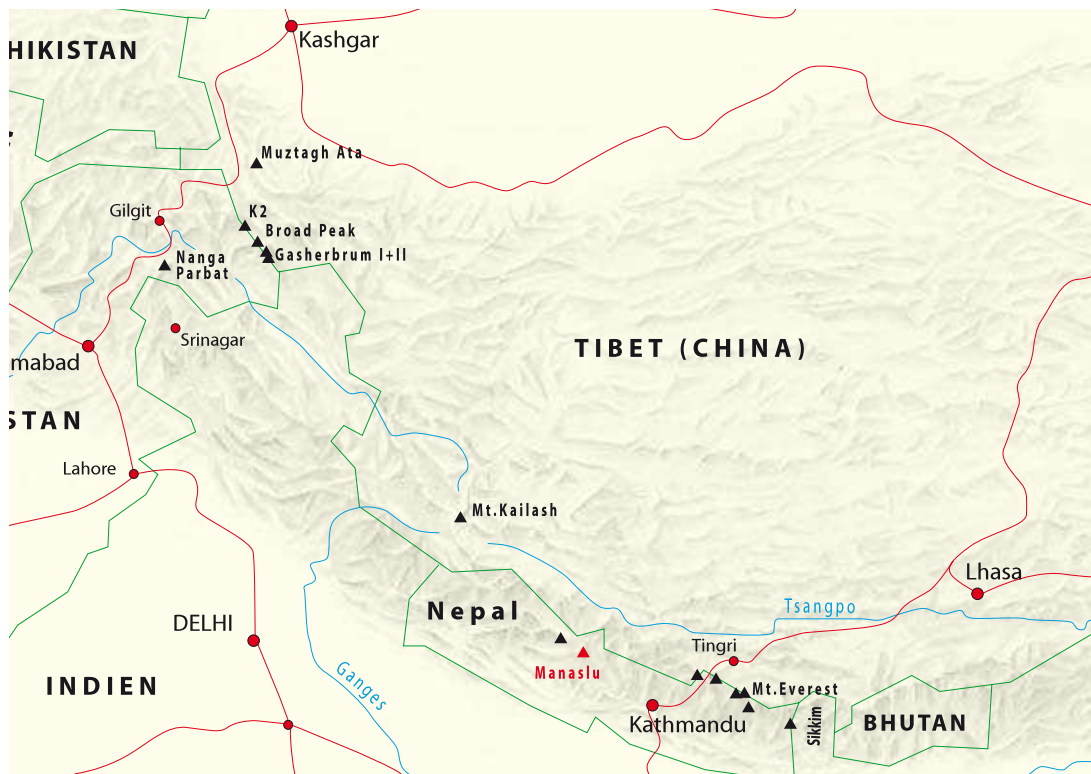 Kashgar
HIKISTAN
Muztagh Ata
Gilgit
K2
Broad Peak
Gasherbrum I+II
Nanga
Parbat
Srinagar
TIBET (CHINA)
mabad
STAN
Lahore
Mt.Kailash
Lhasa
Nepal
Tsangpo
DELHI
Tingri
Manaslu
Ganges
INDIEN
Mt.Everest
Kathmandu
Sikkim
BHUTAN